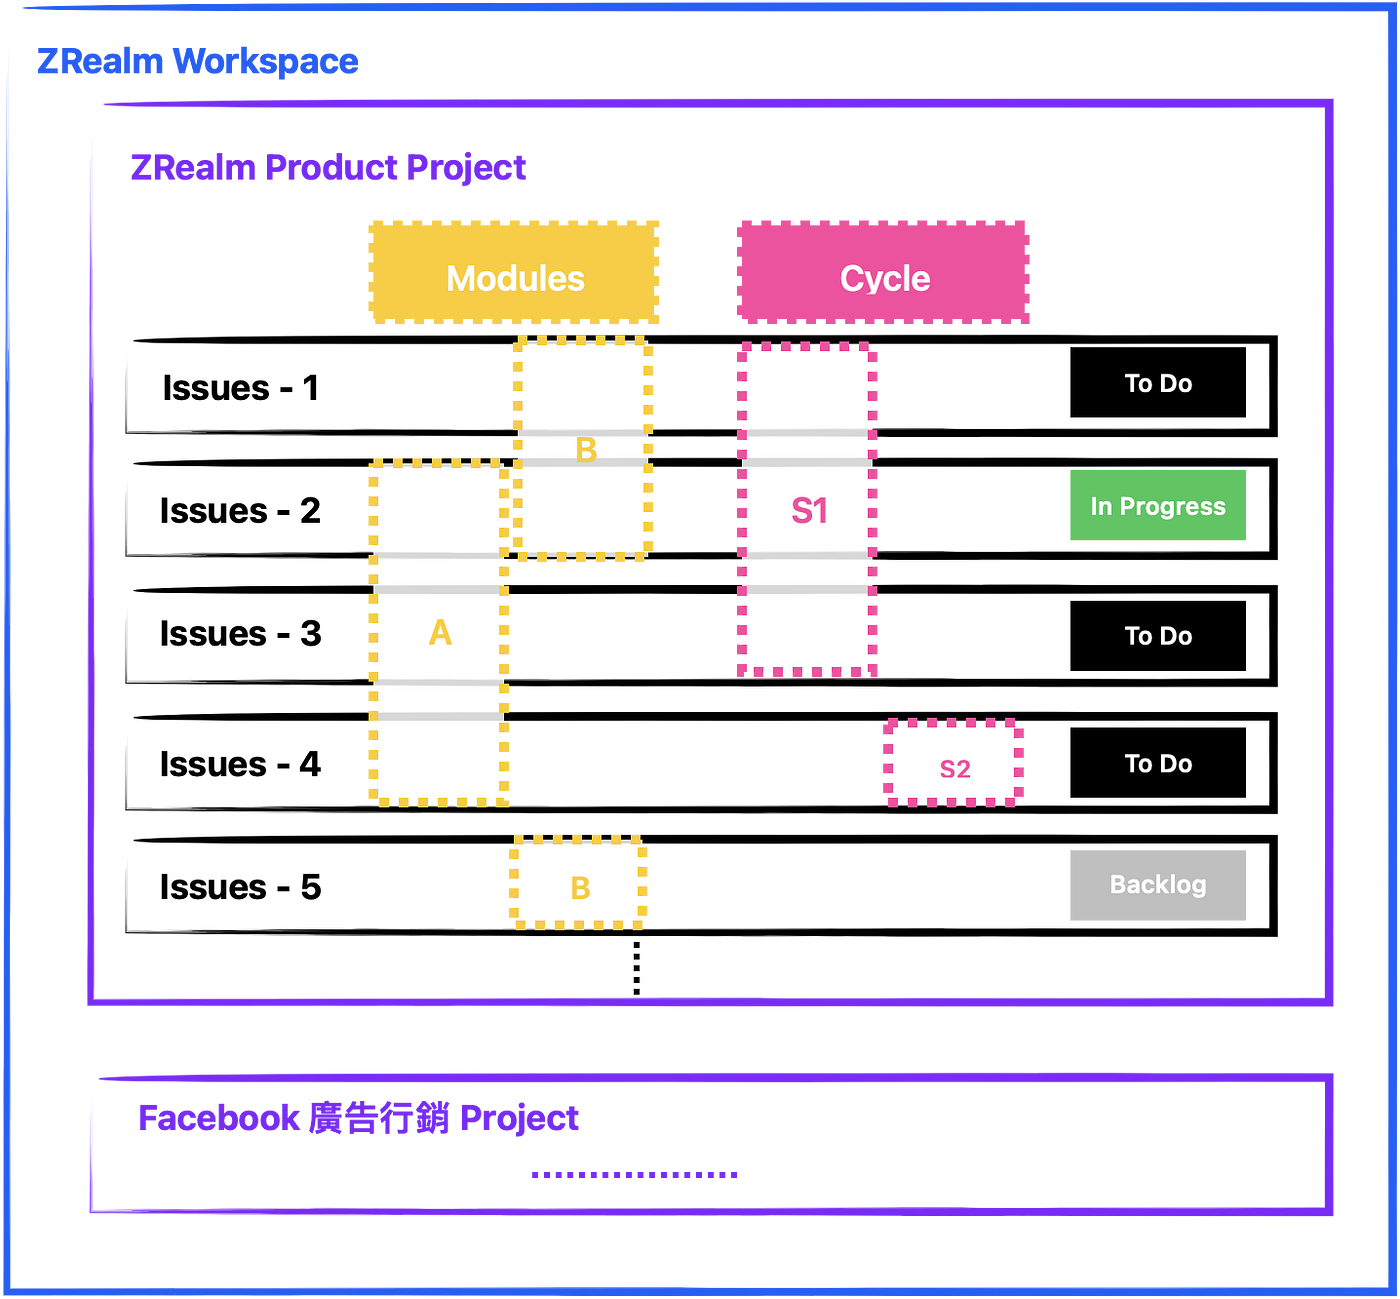 ZRealm Workspace
ZRealm Product Project
Modules
Cycle
Issues - 1
To Do
B
Issues - 2
S1
In Progress
Issues - 3
A
To Do
Issues - 4
S2
To Do
Issues - 5
B
Backlog
Facebook 廣告行銷 Project